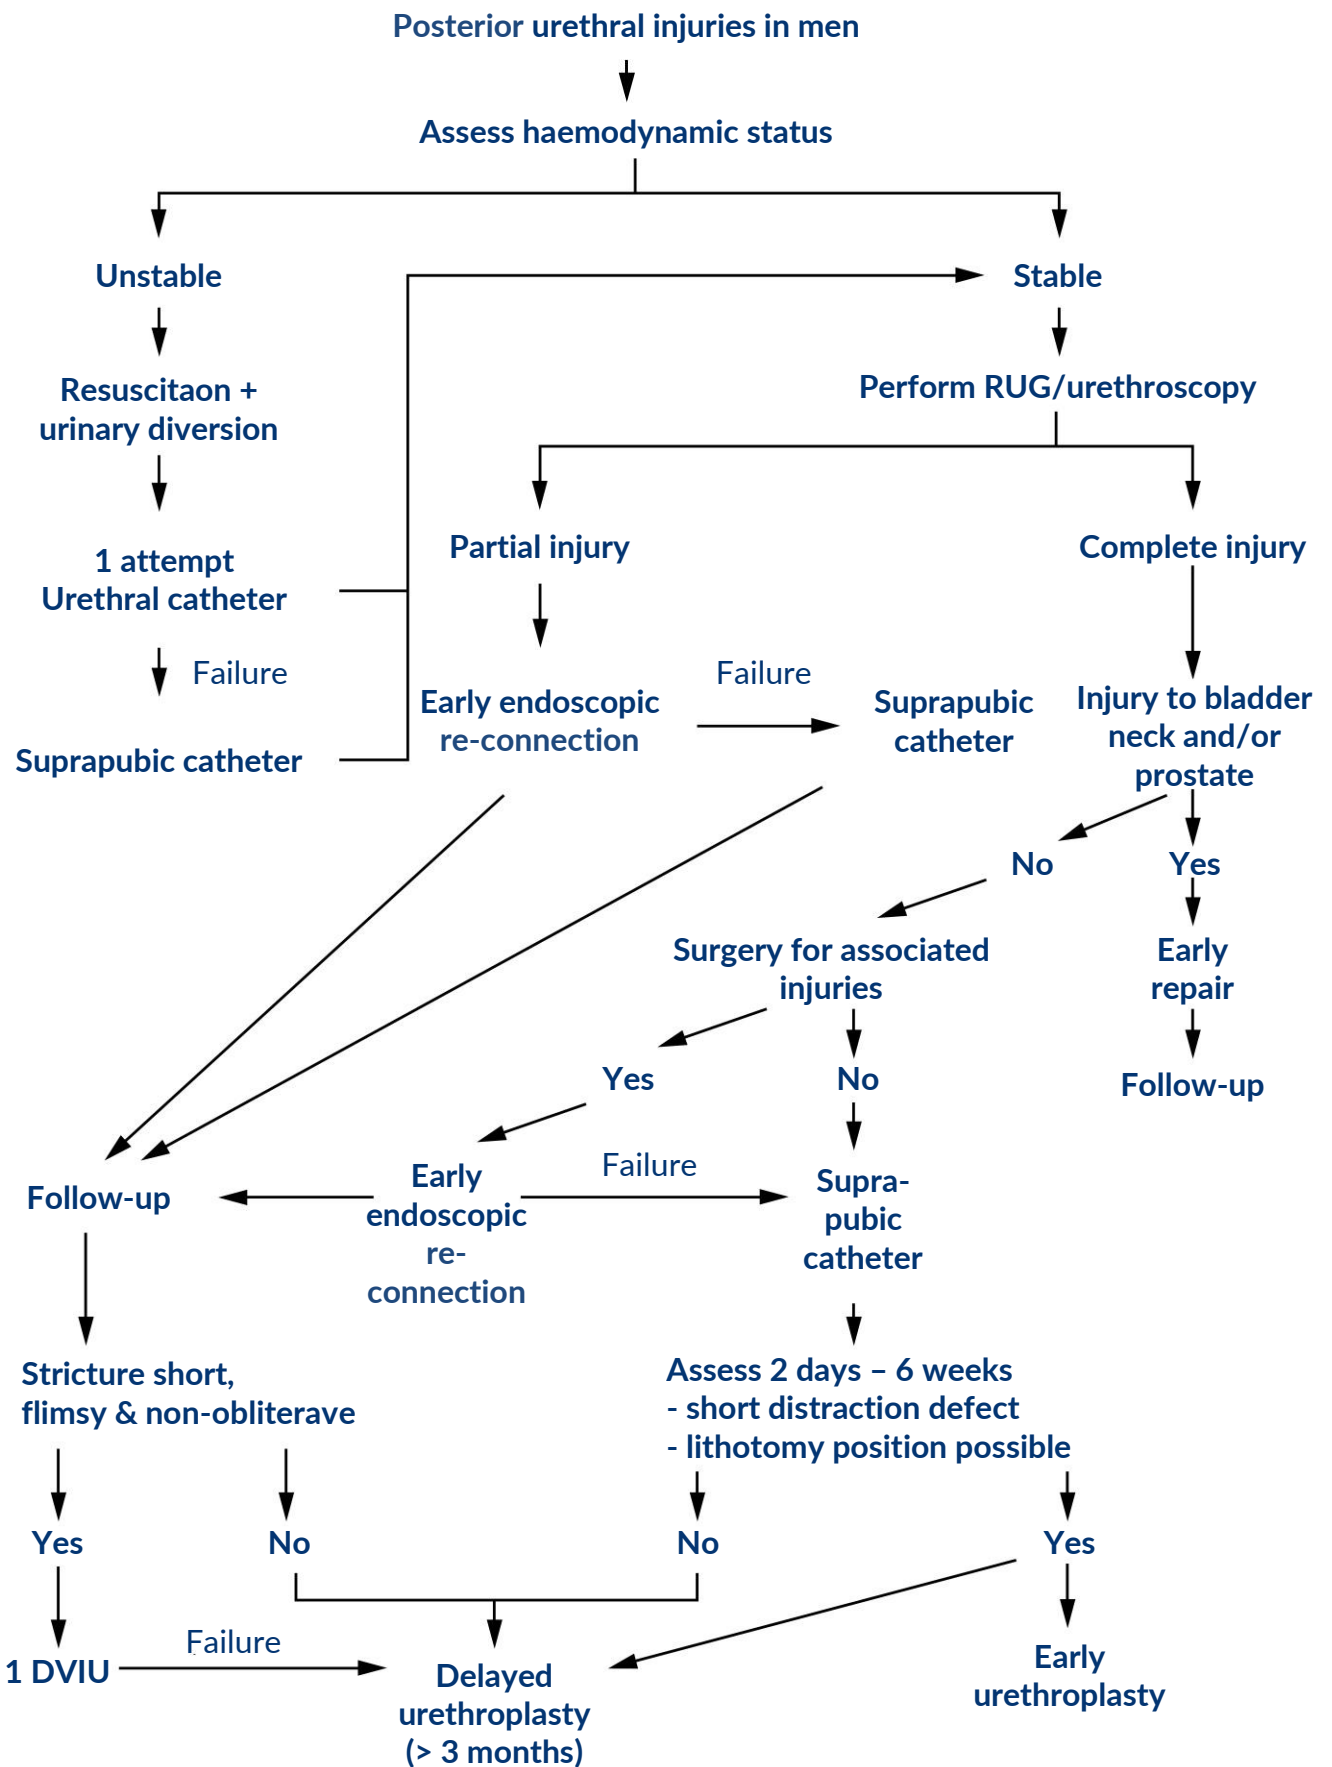 Posterior urethral injuries in men
Assess haemodynamic status
Unstable
Stable
Resuscitaon +
urinary diversion
Perform RUG/urethroscopy
1 attempt
Urethral catheter
Partial injury
Complete injury
Failure
Suprapubic catheter
Early endoscopic
re-connection
Failure
Suprapubic
catheter
Injury to bladder
neck and/or
prostate
No
Yes
Surgery for associated
injuries
Early
repair
Yes
No
Follow-up
Follow-up
Early
endoscopic
re-
connection
Failure
Supra-
pubic
catheter
Stricture short,
flimsy & non-obliterave
Assess 2 days – 6 weeks
- short distraction defect
- lithotomy position possible
Yes
No
No
Yes
1 DVIU
Failure
Delayed
urethroplasty
(> 3 months)
Early
urethroplasty